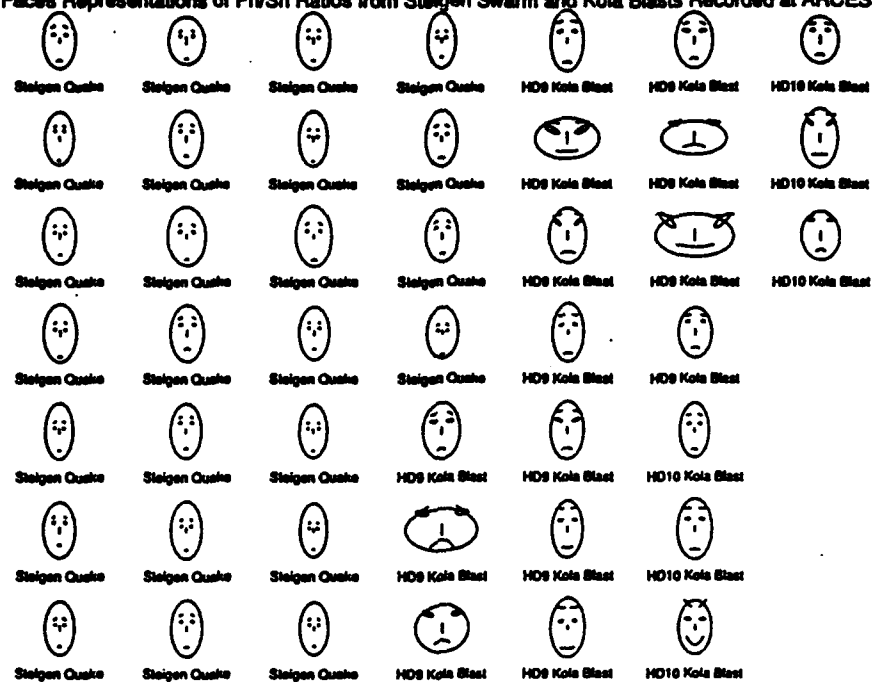 Faces Representations of Pn/Sn Ratios from Steigen Swarm and Kola Blasts Recorded at ARCES
Steigen Quake Steigen Quake Steigen Quake Steigen Quake HD9 Kola Blast HD9 Kola Blast HD10 Kola Blast
Steigen Quake Steigen Quake Steigen Quake Steigen Quake HD9 Kola Blast HD9 Kola Blast HD10 Kola Blast
Steigen Quake Steigen Quake Steigen Quake Steigen Quake HD9 Kola Blast HD9 Kola Blast HD10 Kola Blast
Steigen Quake Steigen Quake Steigen Quake Steigen Quake HD9 Kola Blast HD9 Kola Blast
Steigen Quake Steigen Quake Steigen Quake HD9 Kola Blast HD9 Kola Blast HD10 Kola Blast
Steigen Quake Steigen Quake Steigen Quake HD9 Kola Blast HD9 Kola Blast HD10 Kola Blast
Steigen Quake Steigen Quake Steigen Quake HD9 Kola Blast HD9 Kola Blast HD10 Kola Blast